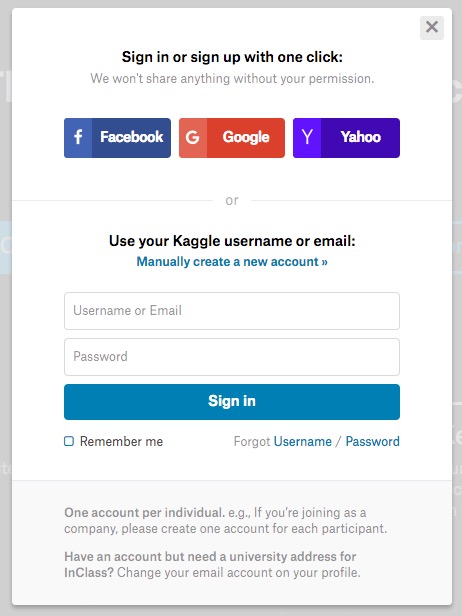 Sign in or sign up with one click:
We won't share anything without your permission.
Facebook
Google
Yahoo
or
Use your Kaggle username or email:
Manually create a new account »
Username or Email
Password
Sign in
Remember me
Forgot Username / Password
One account per individual. e.g., If you're joining as a
company, please create one account for each participant.
Have an account but need a university address for
InClass? Change your email account on your profile.